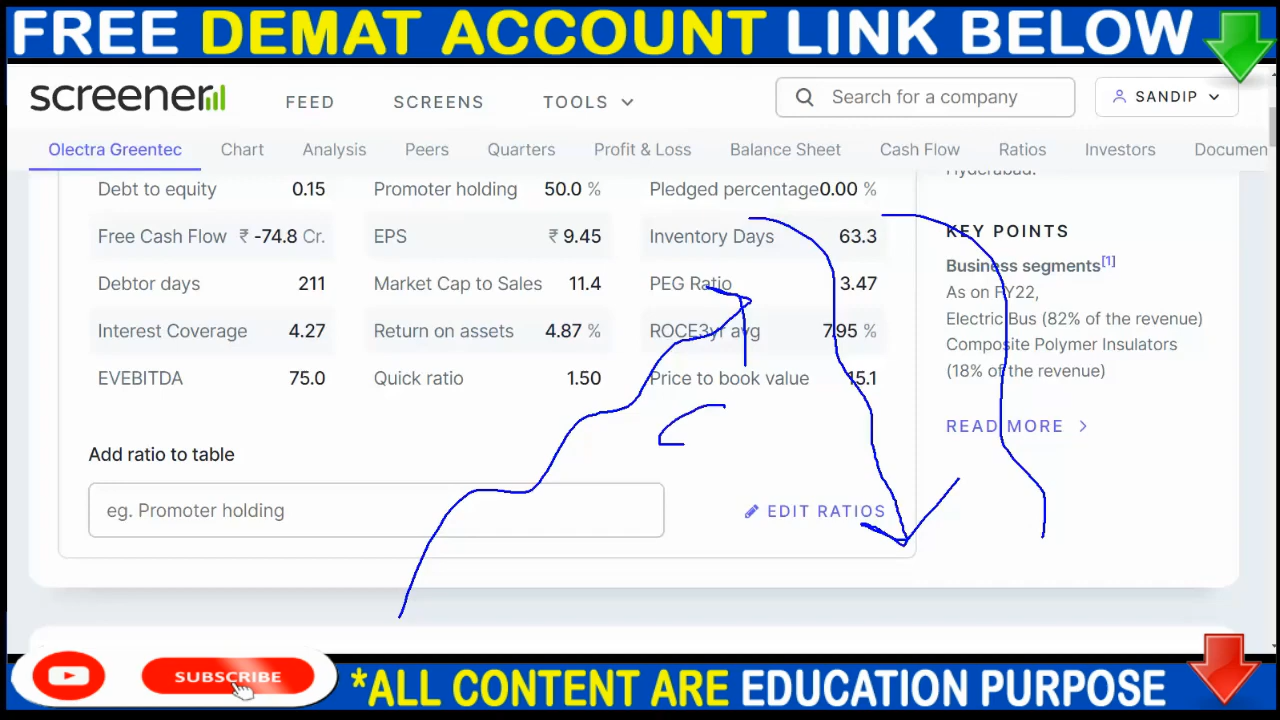 FREE DEMAT ACCOUNT LINK BELOW
screener FEED SCREENS TOOLS Search for a company SANDIP
Olectra Greentec Chart Analysis Peers Quarters Profit & Loss Balance Sheet Cash Flow Ratios Investors Documen
Debt to equity 0.15 Promoter holding 50.0 % Pledged percentage 0.00 %
Free Cash Flow ₹ -74.8 Cr. EPS ₹ 9.45 Inventory Days 63.3
Debtor days 211 Market Cap to Sales 11.4 PEG Ratio 3.47
Interest Coverage 4.27 Return on assets 4.87 % ROCE3yr avg 7.95 %
EVEBITDA 75.0 Quick ratio 1.50 Price to book value 15.1
Add ratio to table
eg. Promoter holding
EDIT RATIOS
Hyderabad.
KEY POINTS
Business segments[1]
As on FY22,
Electric Bus (82% of the revenue)
Composite Polymer Insulators
(18% of the revenue)
READ MORE
SUBSCRIBE
*ALL CONTENT ARE EDUCATION PURPOSE